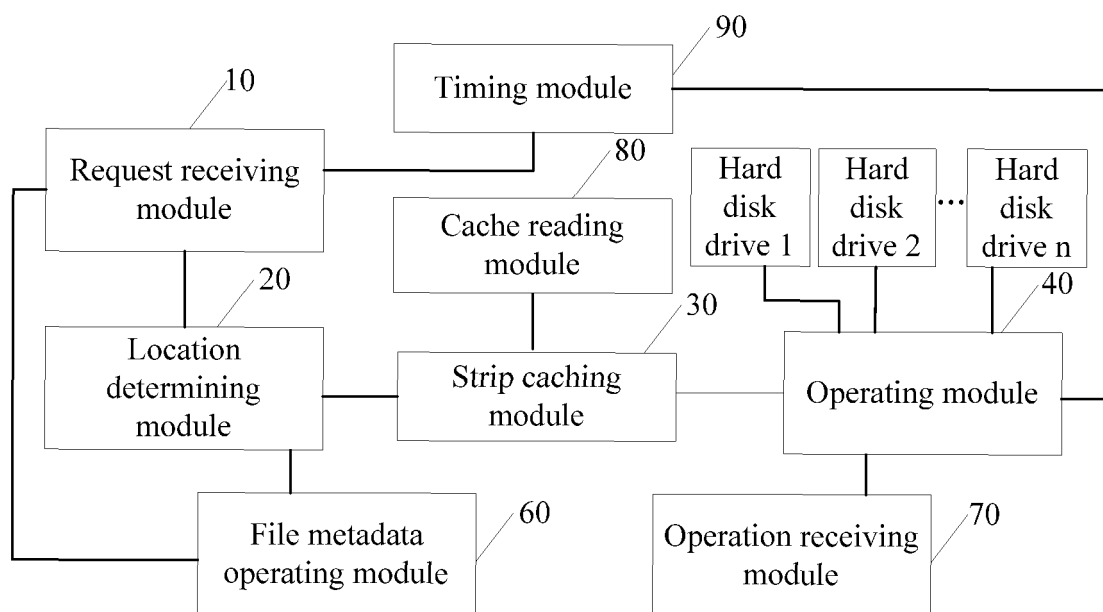 90
Timing module
10
Request receiving
module
80
Cache reading
module
Hard
disk
drive 1
Hard
disk
drive 2
...
Hard
disk
drive n
20
Location
determining
module
30
Strip caching
module
40
Operating module
File metadata
operating module
60
Operation receiving
module
70